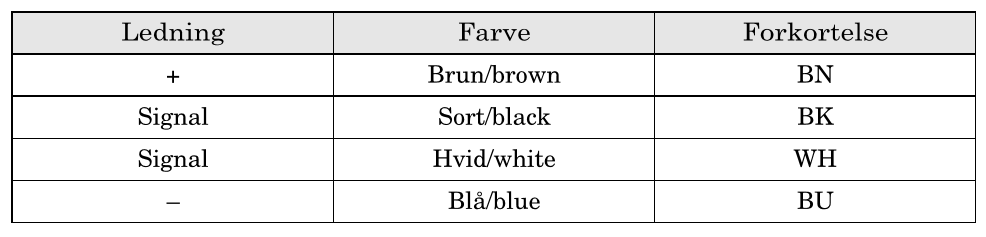 Ledning Farve Forkortelse
+ Brun/brown BN
Signal Sort/black BK
Signal Hvid/white WH
– Blå/blue BU